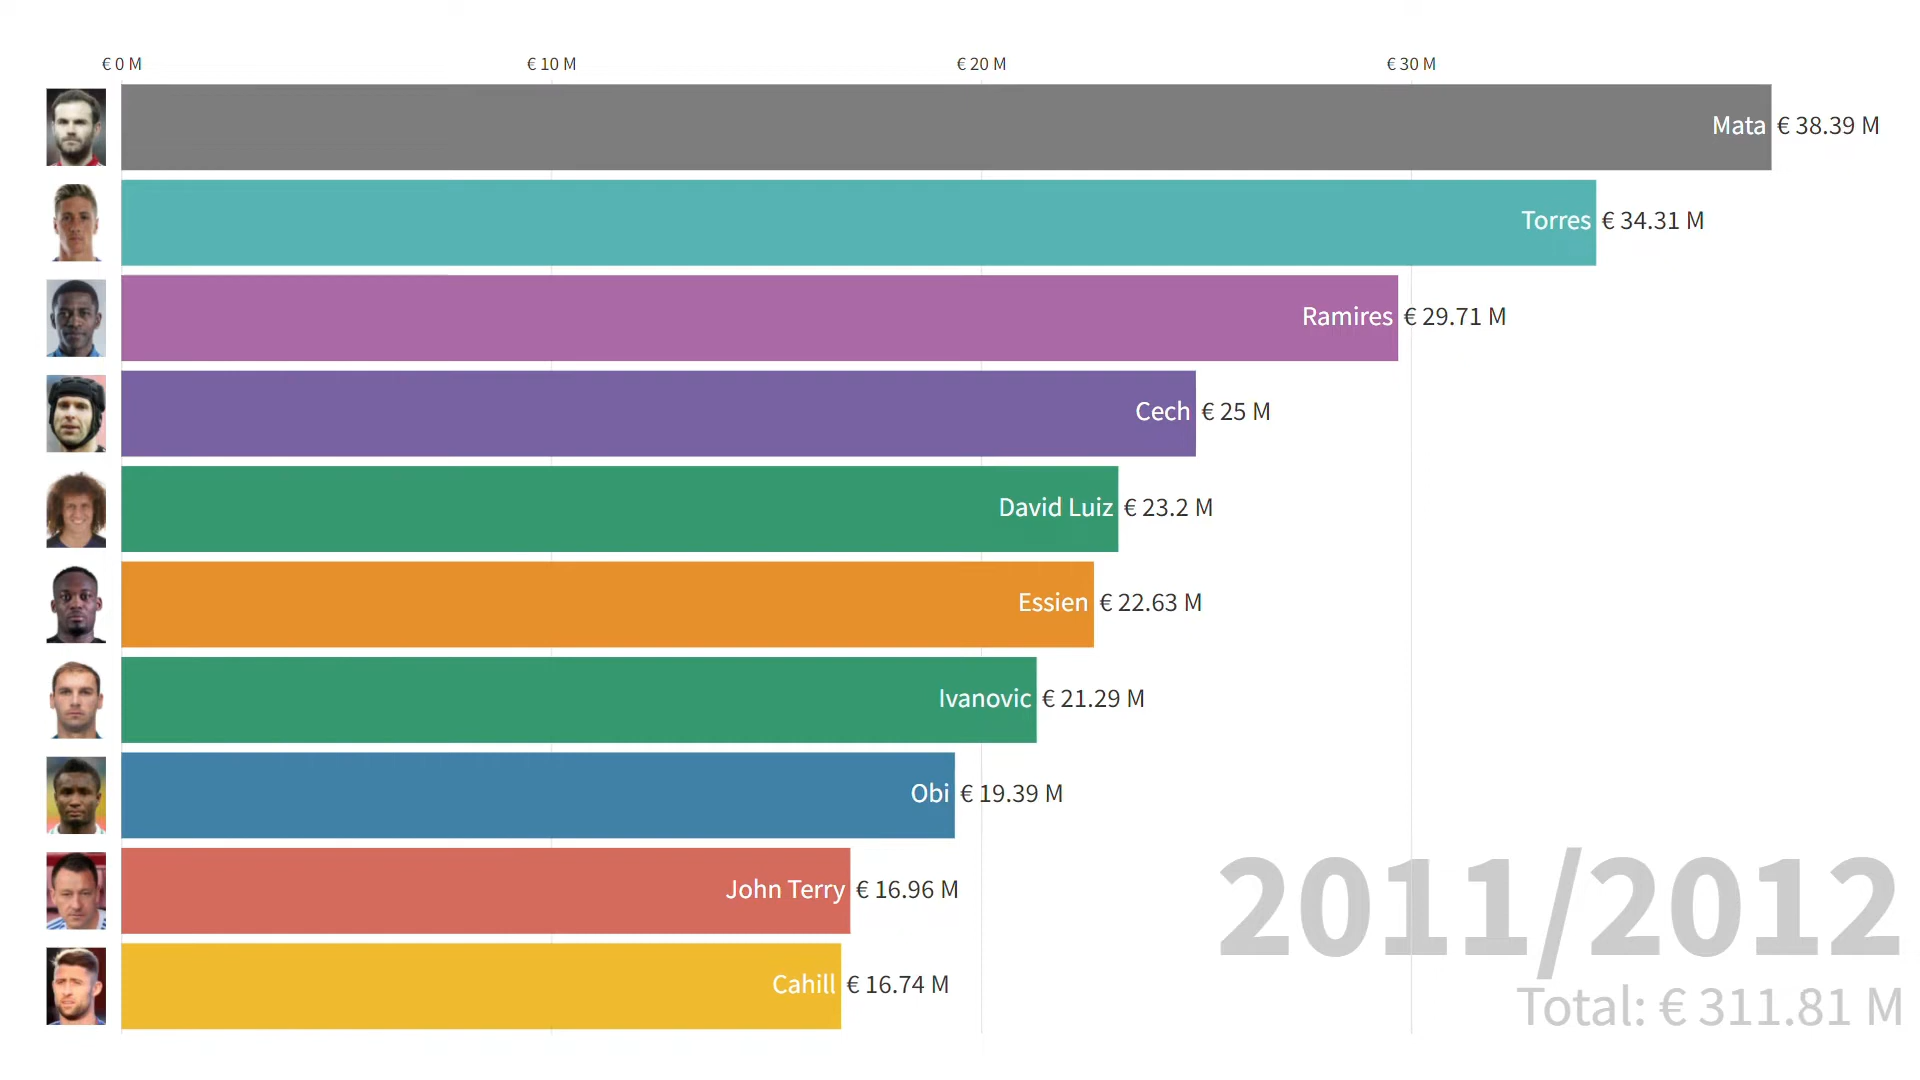 € 0 M € 10 M € 20 M € 30 M
Mata € 38.39 M
Torres € 34.31 M
Ramires € 29.71 M
Cech € 25 M
David Luiz € 23.2 M
Essien € 22.63 M
Ivanovic € 21.29 M
Obi € 19.39 M
John Terry € 16.96 M
Cahill € 16.74 M
2011/2012
Total: € 311.81 M